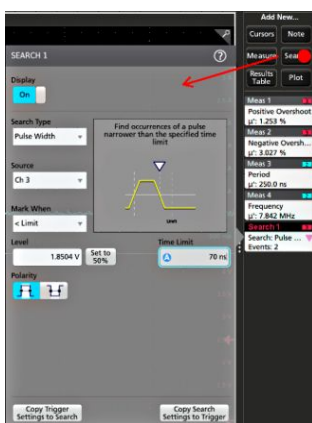 Add New...
Cursors Note
Measure
Results Table Plot
SEARCH 1
Display
On
Search Type
Pulse Width
Find occurrences of a pulse
narrower than the specified time
limit
Source
Ch 3
Mark When
< Limit
Level
Time Limit
1.8504 V
Set to
50%
70 ns
Polarity
Copy Trigger
Settings to Search
Copy Search
Settings to Trigger
Meas 1
Positive Overshoot
µ': 1.253 %
Meas 2
Negative Oversh...
µ': 3.027 %
Meas 3
Period
µ': 250.0 ns
Meas 4
Frequency
µ': 7.842 MHz
Search 1
Search: Pulse ...
Events: 2